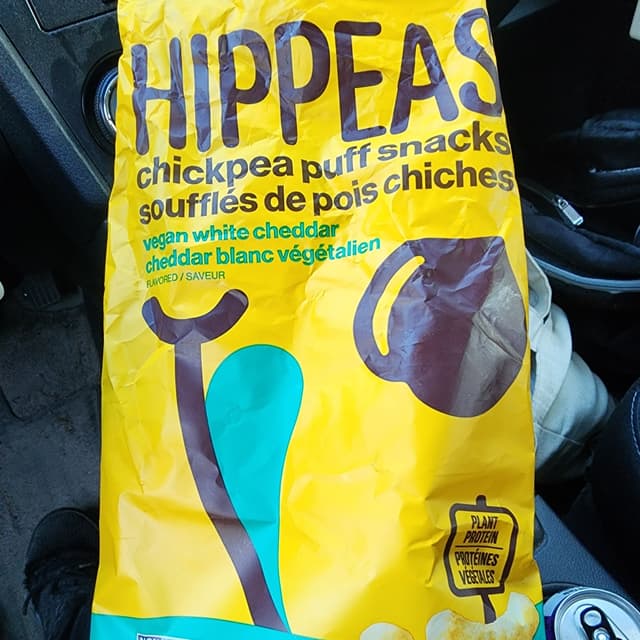 HIPPEAS
chickpea puff snacks
soufflés de pois chiches
vegan white cheddar
cheddar blanc végétalien
FLAVORED / SAVEUR
PLANT
PROTEIN
PROTÉINES
VÉGÉTALES